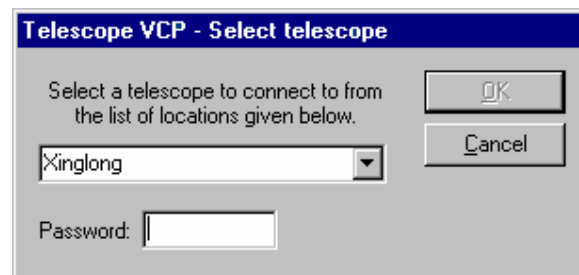 Telescope VCP - Select telescope
Select a telescope to connect to from
the list of locations given below.
OK
Xinglong
Cancel
Password: